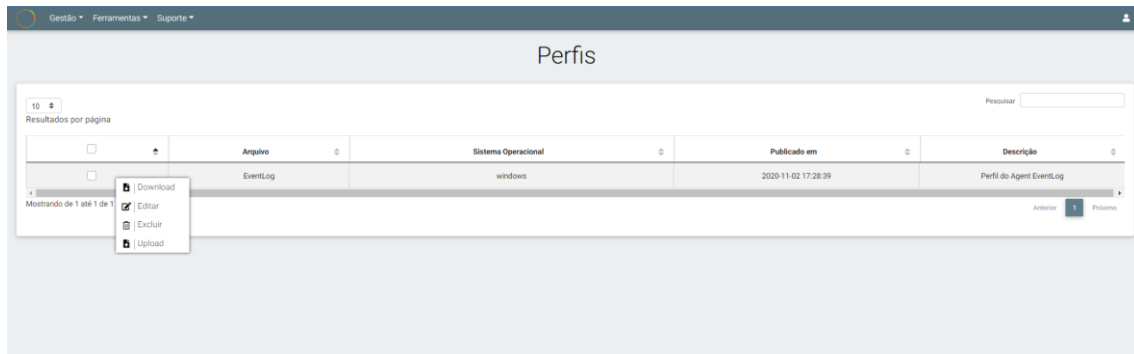 Gestão Ferramentas Suporte
Perfis
10
Pesquisar
Resultados por página
Arquivo Sistema Operacional Publicado em Descrição
EventLog windows 2020-11-02 17:28:39 Perfil do Agent EventLog
Download
Mostrando de 1 até 1 de 1
Anterior 1 Próximo
Editar
Excluir
Upload